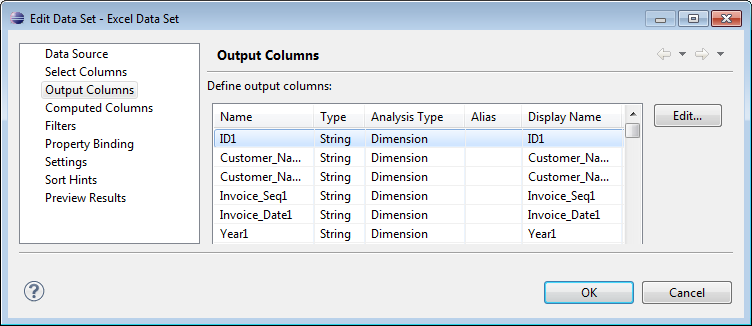 Edit Data Set - Excel Data Set
Data Source
Select Columns
Output Columns
Computed Columns
Filters
Property Binding
Settings
Sort Hints
Preview Results
Output Columns
Define output columns:
Name Type Analysis Type Alias Display Name
ID1 String Dimension ID1
Customer_Na... String Dimension Customer_Na...
Customer_Na... String Dimension Customer_Na...
Invoice_Seq1 String Dimension Invoice_Seq1
Invoice_Date1 String Dimension Invoice_Date1
Year1 String Dimension Year1
Edit...
?
OK Cancel